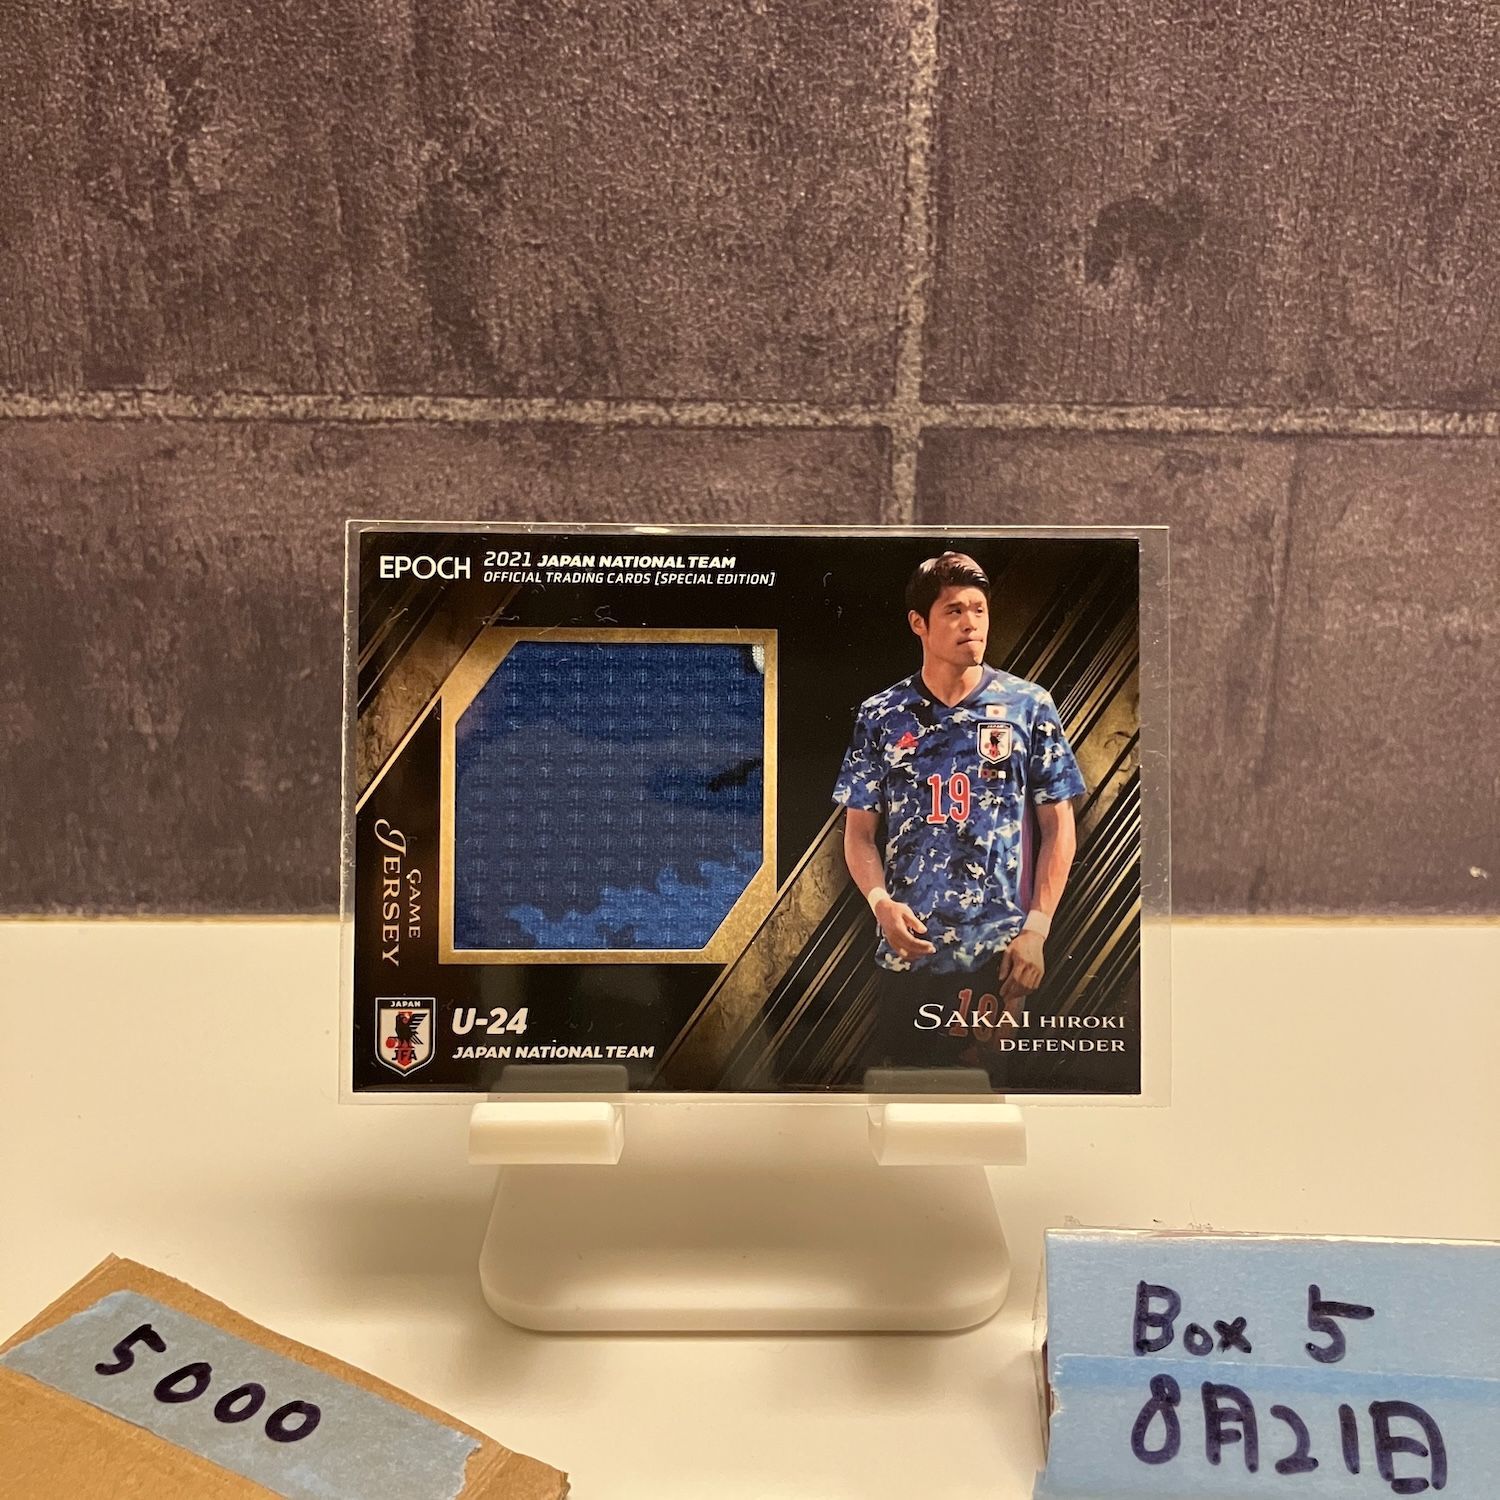 EPOCH
2021 JAPAN NATIONAL TEAM
OFFICIAL TRADING CARDS [SPECIAL EDITION]
GAME
JERSEY
JAPAN
JFA
U-24
JAPAN NATIONAL TEAM
19
SAKAI HIROKI
DEFENDER
5000
Box 5
8月21日